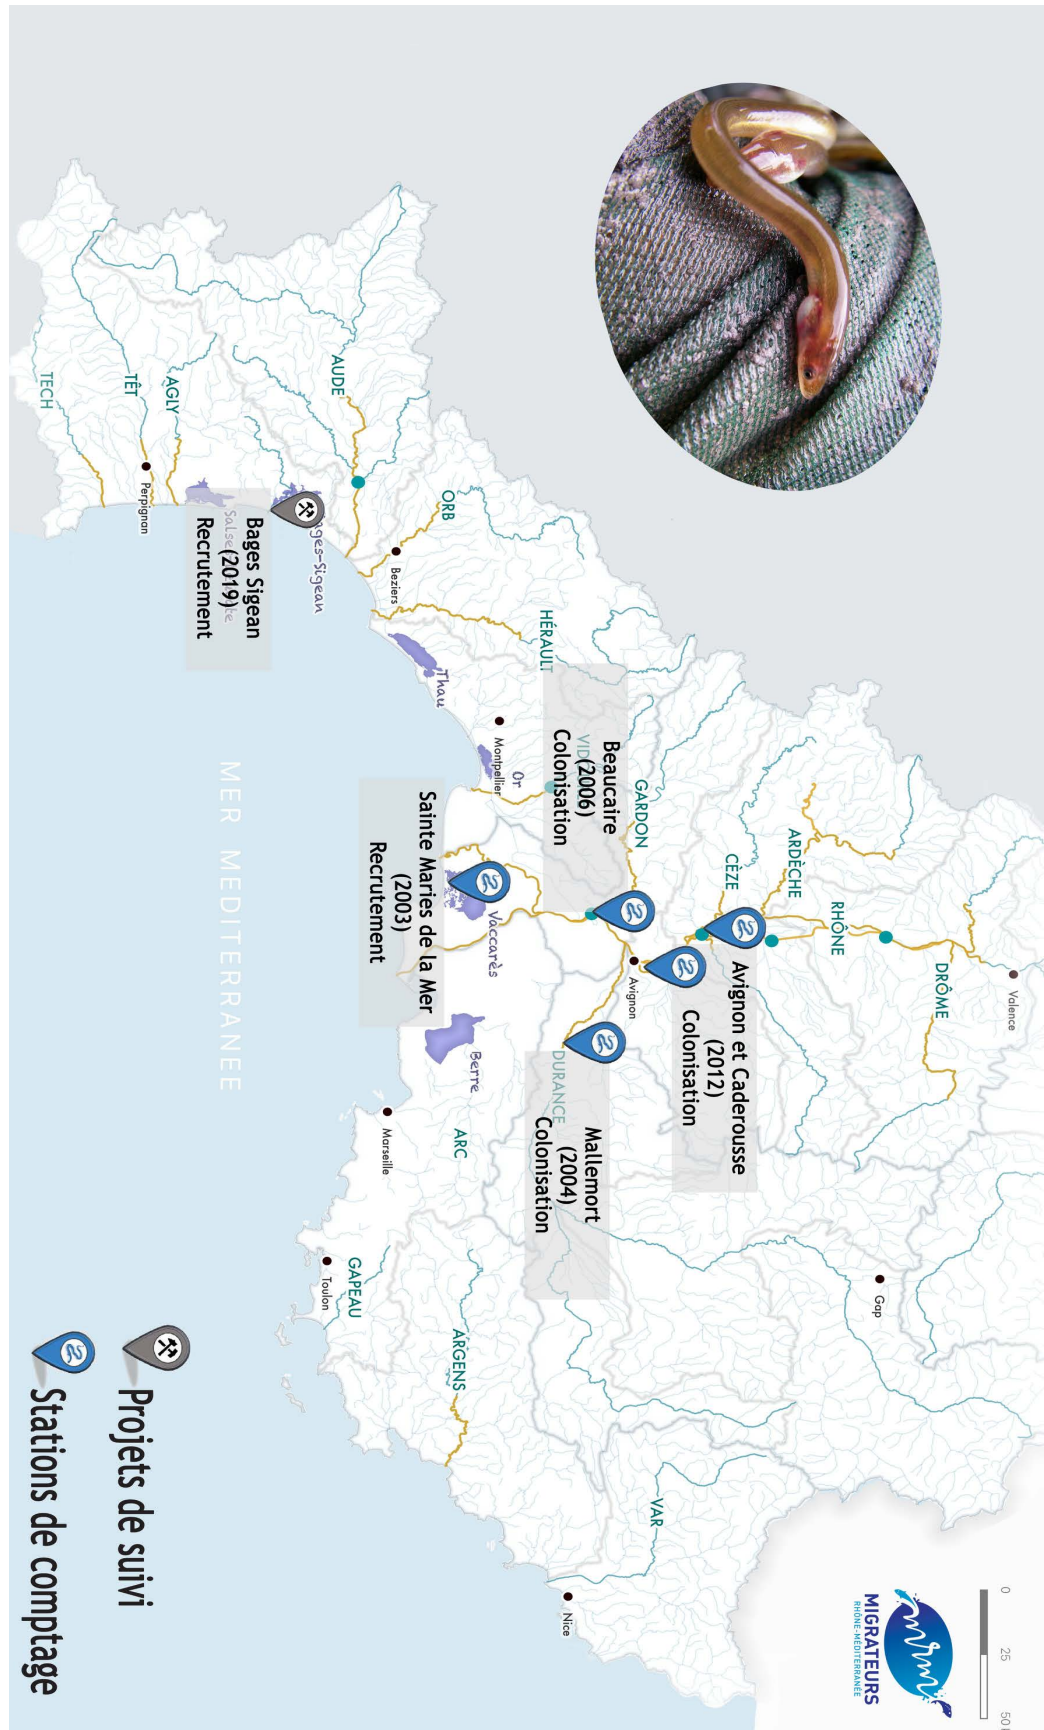 Valence
DRÔME
RHÔNE
ARDÈCHE
CÈZE
Gap
Avignon et Caderousse
(2012)
Colonisation
GARDON
Avignon
Beaucaire
(2006)
Colonisation
Mallemort
(2004)
Colonisation
DURANCE
HÉRAULT
VAR
Nice
Or
Montpellier
Vaccarès
Sainte Maries de la Mer
(2003)
Recrutement
Berre
ARC
ARGENS
Thau
ORB
Beziers
Marseille
GAPEAU
Toulon
AUDE
Bages Sigean
(2019)
Recrutement
AGLY
TÊT
Perpignan
TECH
MER MEDITERRANEE
0 25 50
MIGRATEURS
RHÔNE-MÉDITERRANÉE
Projets de suivi
Stations de comptage